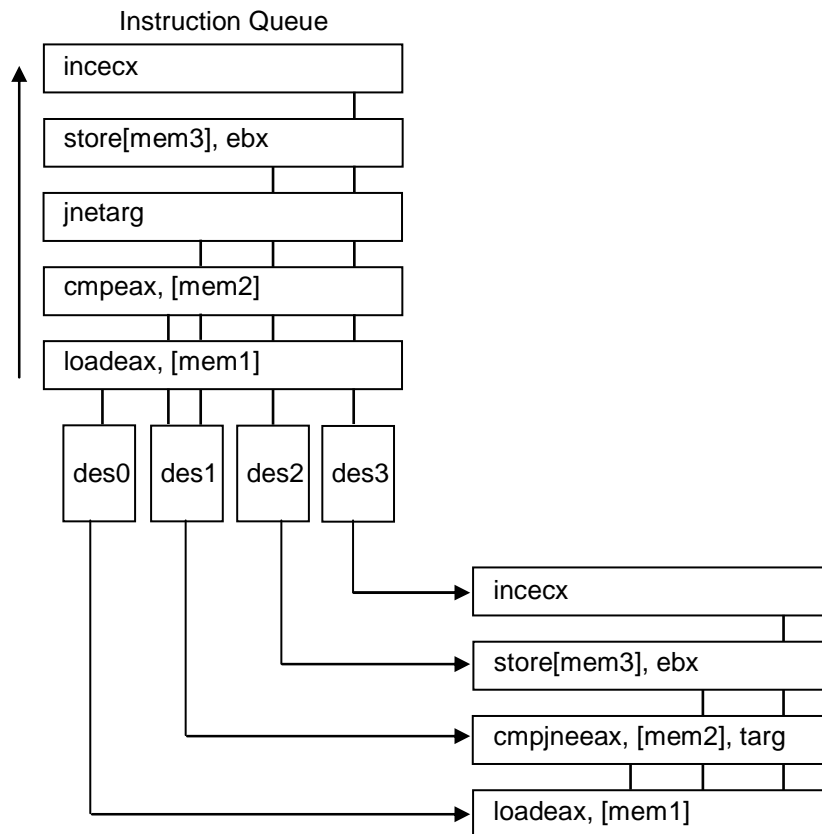 Instruction Queue
incecx
store[mem3], ebx
jnetarg
cmpeax, [mem2]
loadeax, [mem1]
des0 des1 des2 des3
incecx
store[mem3], ebx
cmpjneeax, [mem2], targ
loadeax, [mem1]